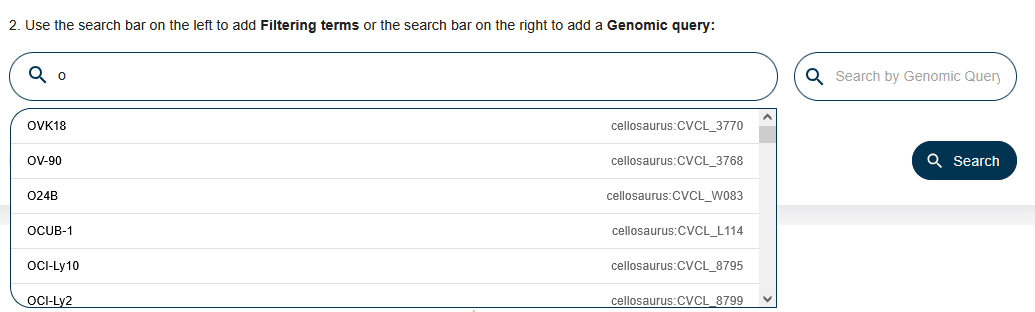 2. Use the search bar on the left to add Filtering terms or the search bar on the right to add a Genomic query:
o
Search by Genomic Query
OVK18 cellosaurus:CVCL_3770
OV-90 cellosaurus:CVCL_3768
Search
O24B cellosaurus:CVCL_W083
OCUB-1 cellosaurus:CVCL_L114
OCI-Ly10 cellosaurus:CVCL_8795
OCI-Ly2 cellosaurus:CVCL_8799